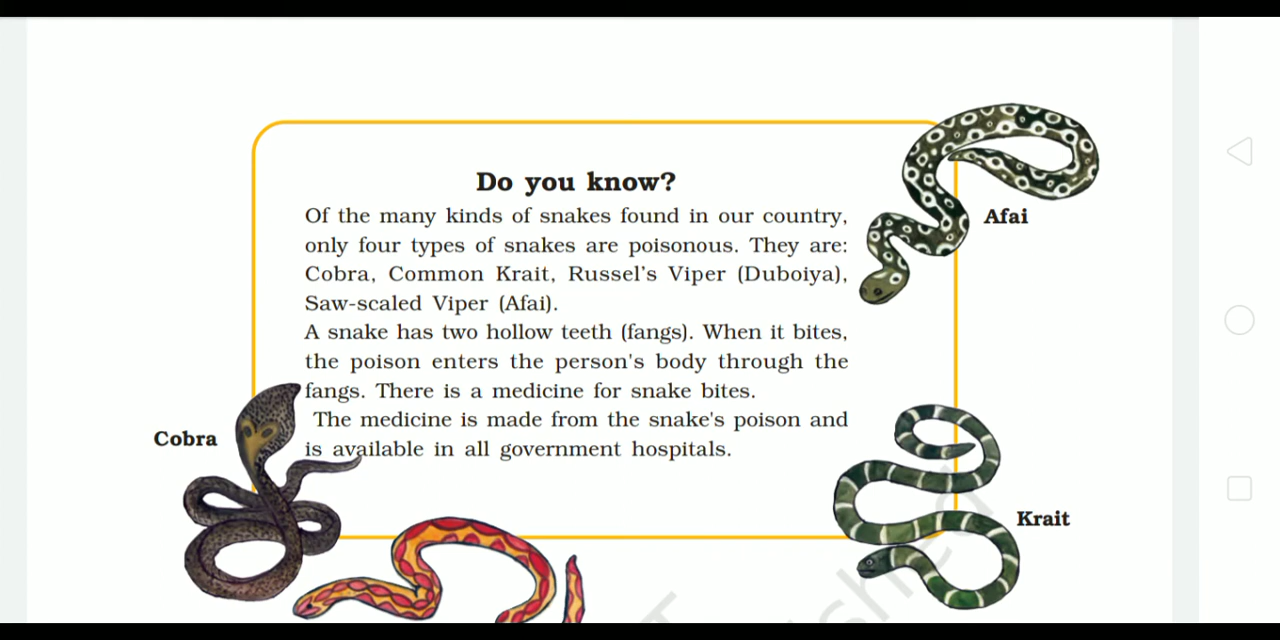 Do you know?
Of the many kinds of snakes found in our country,
only four types of snakes are poisonous. They are:
Cobra, Common Krait, Russel's Viper (Duboiya),
Saw-scaled Viper (Afai).
A snake has two hollow teeth (fangs). When it bites,
the poison enters the person's body through the
fangs. There is a medicine for snake bites.
The medicine is made from the snake's poison and
is available in all government hospitals.
Afai
Cobra
Krait